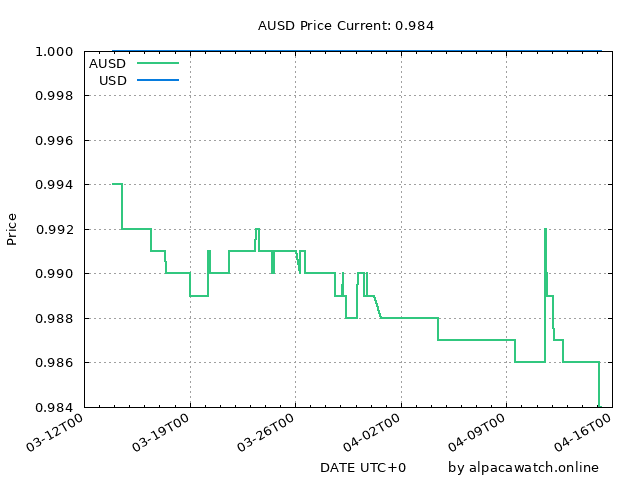 AUSD Price Current: 0.984
1.000
AUSD
USD
0.998
0.996
0.994
0.992
Price
0.990
0.988
0.986
0.984
03-12T00 03-19T00 03-26T00 04-02T00 04-09T00 04-16T00
DATE UTC+0 by alpacawatch.online